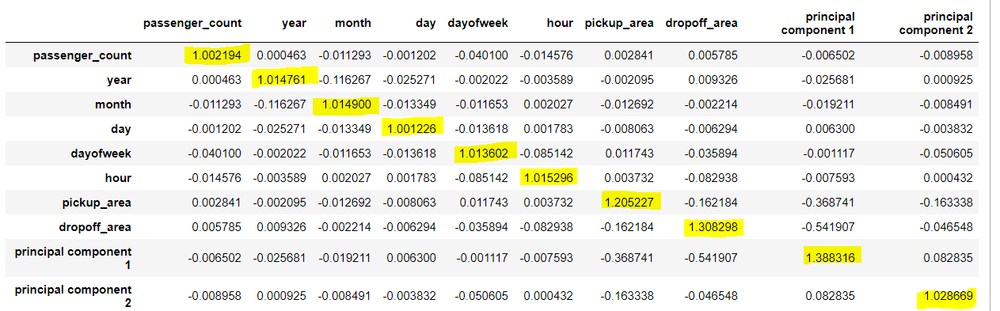 passenger_count year month day dayofweek hour pickup_area dropoff_area principal component 1 principal component 2
passenger_count 1.002194 0.000463 -0.011293 -0.001202 -0.040100 -0.014576 0.002841 0.005785 -0.006502 -0.008958
year 0.000463 1.014761 -0.116267 -0.025271 -0.002022 -0.003589 -0.002095 0.009326 -0.025681 0.000925
month -0.011293 -0.116267 1.014900 -0.013349 -0.011653 0.002027 -0.012692 -0.002214 -0.019211 -0.008491
day -0.001202 -0.025271 -0.013349 1.001226 -0.013618 0.001783 -0.008063 -0.006294 0.006300 -0.003832
dayofweek -0.040100 -0.002022 -0.011653 -0.013618 1.013602 -0.085142 0.011743 -0.035894 -0.001117 -0.050605
hour -0.014576 -0.003589 0.002027 0.001783 -0.085142 1.015296 0.003732 -0.082938 -0.007593 0.000432
pickup_area 0.002841 -0.002095 -0.012692 -0.008063 0.011743 0.003732 1.205227 -0.162184 -0.368741 -0.163338
dropoff_area 0.005785 0.009326 -0.002214 -0.006294 -0.035894 -0.082938 -0.162184 1.308298 -0.541907 -0.046548
principal component 1 -0.006502 -0.025681 -0.019211 0.006300 -0.001117 -0.007593 -0.368741 -0.541907 1.388316 0.082835
principal component 2 -0.008958 0.000925 -0.008491 -0.003832 -0.050605 0.000432 -0.163338 -0.046548 0.082835 1.028669